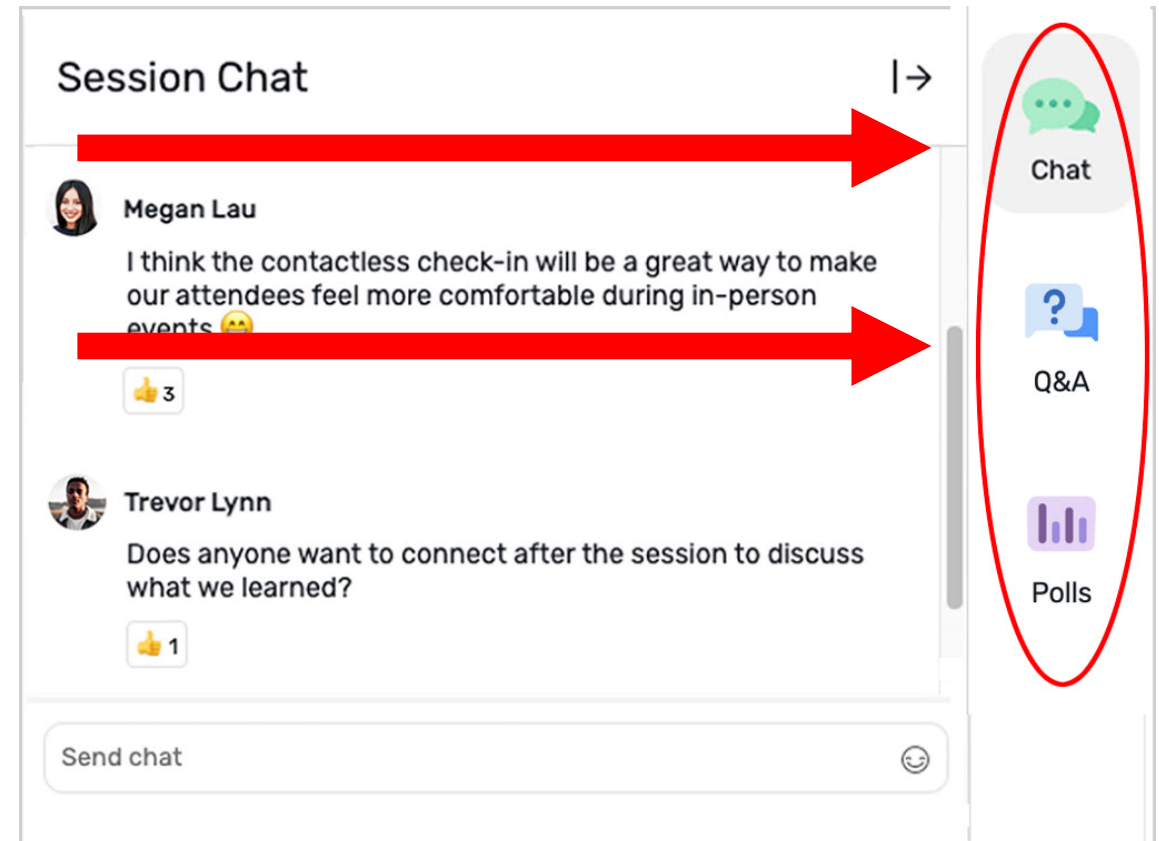 Session Chat
Chat
Megan Lau
I think the contactless check-in will be a great way to make
our attendees feel more comfortable during in-person
events 😄
👍 3
Q&A
Trevor Lynn
Does anyone want to connect after the session to discuss
what we learned?
👍 1
Polls
Send chat